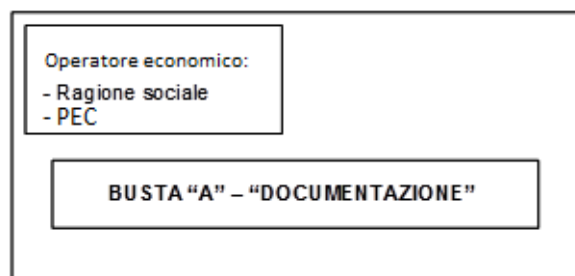 Operatore economico:
- Ragione sociale
- PEC
BUSTA “A” – “DOCUMENTAZIONE”